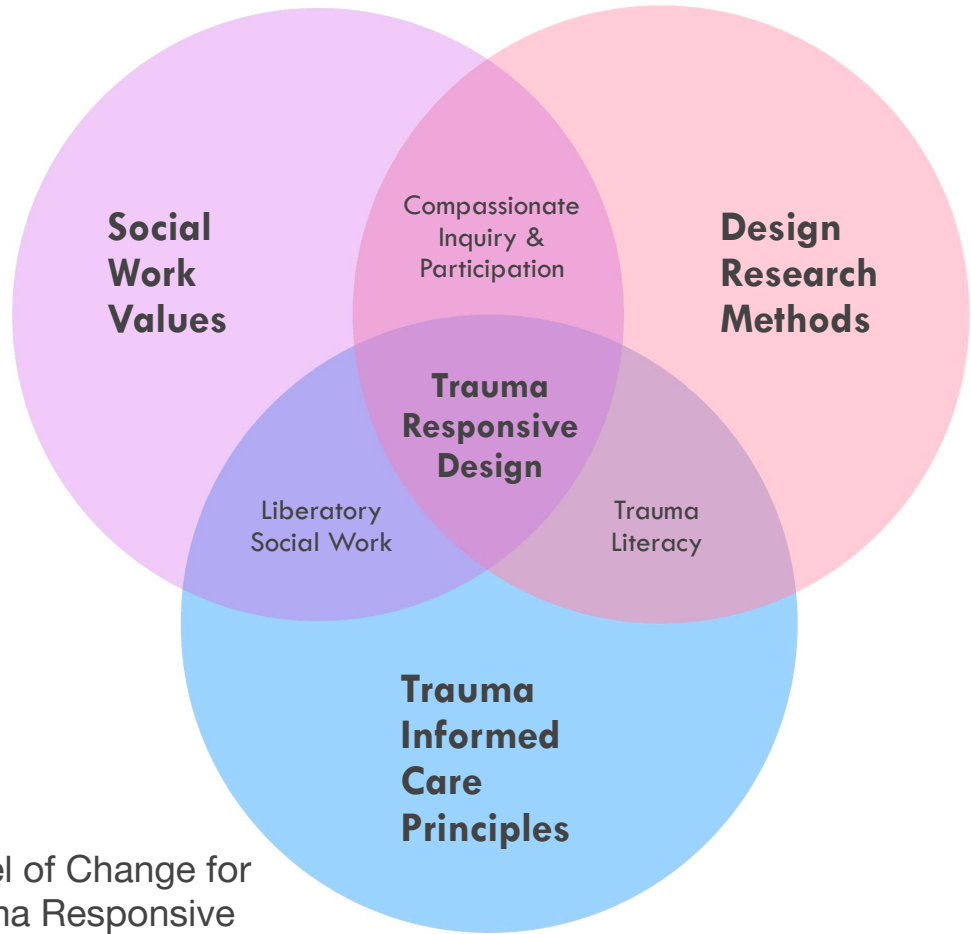 Social
Work
Values
Compassionate
Inquiry &
Participation
Design
Research
Methods
Trauma
Responsive
Design
Liberatory
Social Work
Trauma
Literacy
Trauma
Informed
Care
Principles
of Change for
Responsive